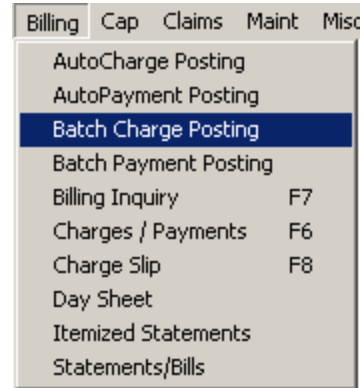 Billing Cap Claims Maint Misc
AutoCharge Posting
AutoPayment Posting
Batch Charge Posting
Batch Payment Posting
Billing Inquiry F7
Charges / Payments F6
Charge Slip F8
Day Sheet
Itemized Statements
Statements/Bills